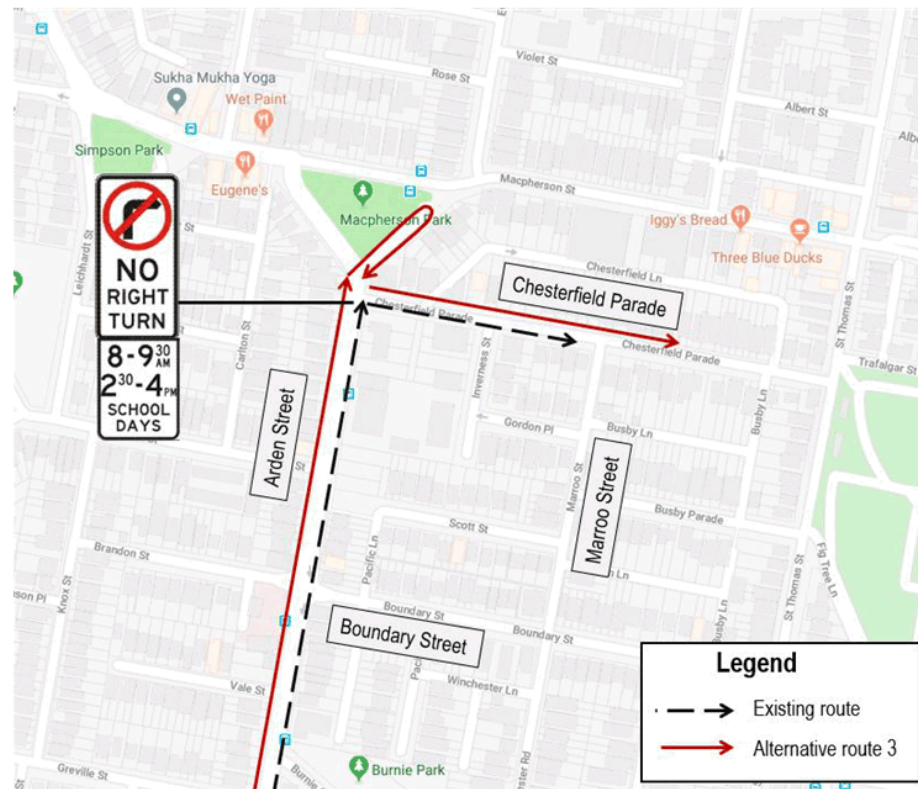 Violet St
Rose St
Sukha Mukha Yoga
Wet Paint
Albert St
Simpson Park
Eugene's
Macpherson St
Macpherson Park
Iggy's Bread
Three Blue Ducks
Leichhardt St
NO
RIGHT
TURN
8-9 30 AM
2 30-4 PM
SCHOOL
DAYS
Chesterfield Ln
Chesterfield Parade
Chesterfield Parade
Chesterfield Parade
St Thomas St
Trafalgar St
Carlton St
Inverness St
Arden Street
Gordon Pl
Busby Ln
Busby Ln
Marroo St
Marroo Street
Busby Parade
Scott St
Brandon St
Pacific Ln
Knox St
Boundary St
Boundary St
Boundary Street
St Thomas St
Fig Tree Ln
Busby Ln
Vale St
Winchester Ln
Greville St
Burnie Park
Legend
Existing route
Alternative route 3